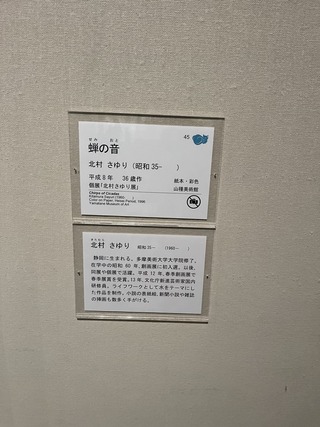 45
せみ おと
蝉の音
北村 さゆり（昭和35- ）
平成8年 36歳作
紙本・彩色
個展「北村さゆり展」
山種美術館
Chirps of Cicadas
Kitamura Sayuri (1960- )
Color on Paper, Heisei Period, 1996
Yamatane Museum of Art
きたむら
北村 さゆり 昭和35- （1960- ）
静岡に生まれる。多摩美術大学大学院修了。
在学中の昭和60年、創画展に初入選。以後、
同展や個展で活躍。平成12年、春季創画展で
春季展賞を受賞。13年、文化庁新進芸術家国内
研修員。ライフワークとして水をテーマにし
た作品を制作。小説の表紙絵、新聞小説や雑誌
の挿画も数多く手がける。